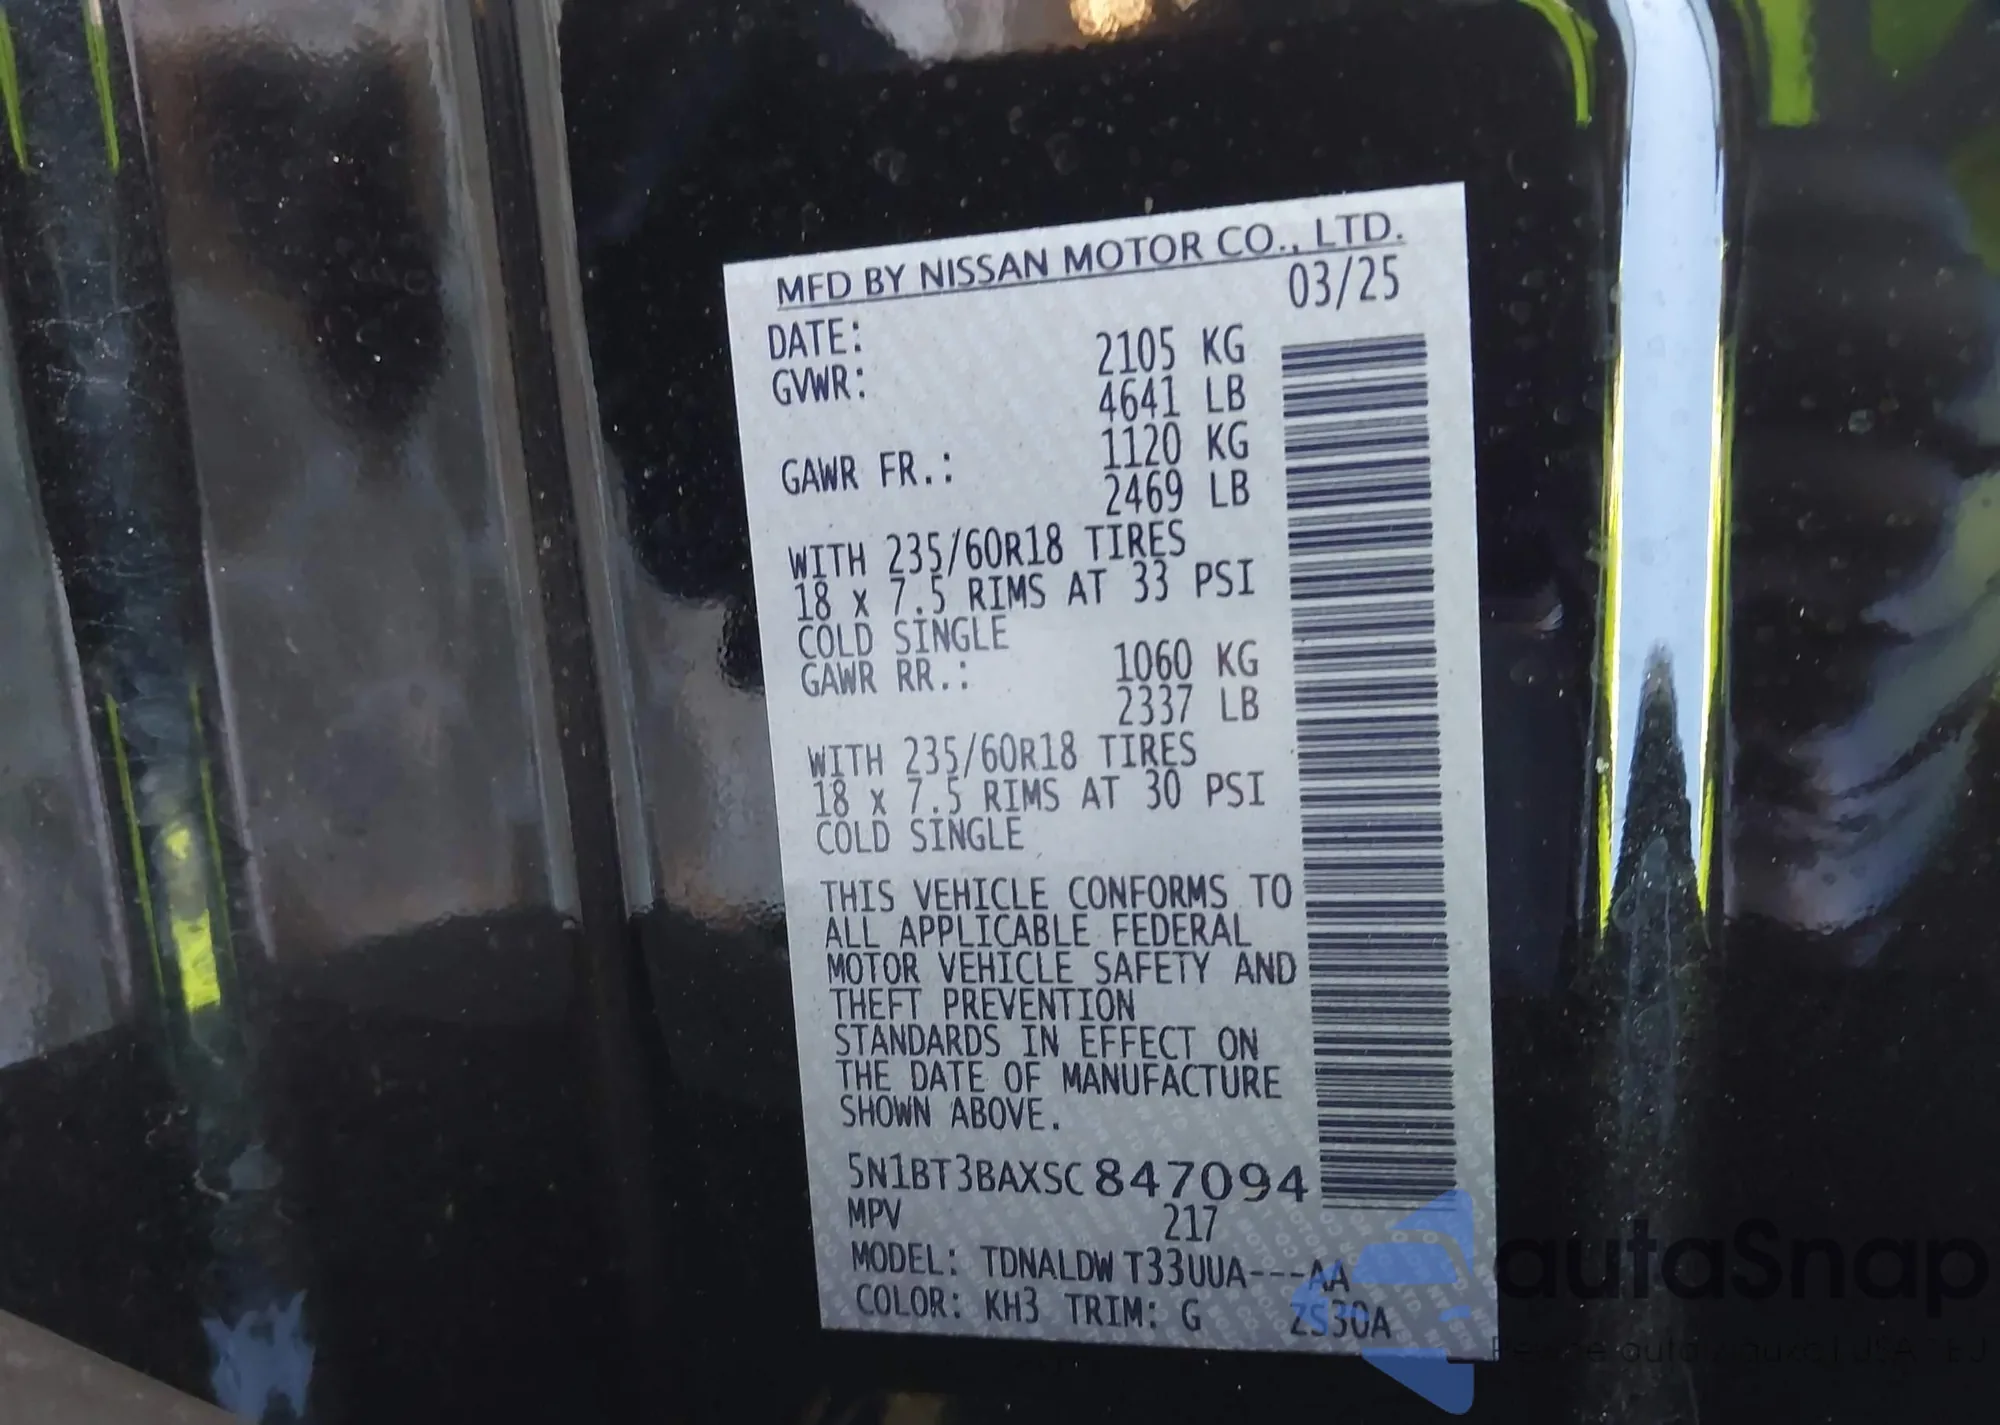 MFD BY NISSAN MOTOR CO., LTD.
DATE: 03/25
GVWR: 2105 KG
4641 LB
GAWR FR.: 1120 KG
2469 LB
WITH 235/60R18 TIRES
18 x 7.5 RIMS AT 33 PSI
COLD SINGLE
GAWR RR.: 1060 KG
2337 LB
WITH 235/60R18 TIRES
18 x 7.5 RIMS AT 30 PSI
COLD SINGLE
THIS VEHICLE CONFORMS TO
ALL APPLICABLE FEDERAL
MOTOR VEHICLE SAFETY AND
THEFT PREVENTION
STANDARDS IN EFFECT ON
THE DATE OF MANUFACTURE
SHOWN ABOVE.
5N1BT3BAXSC847094
MPV 217
MODEL: TDNALDW T33UUA---AA
COLOR: KH3 TRIM: G ZS30A
autoSnap